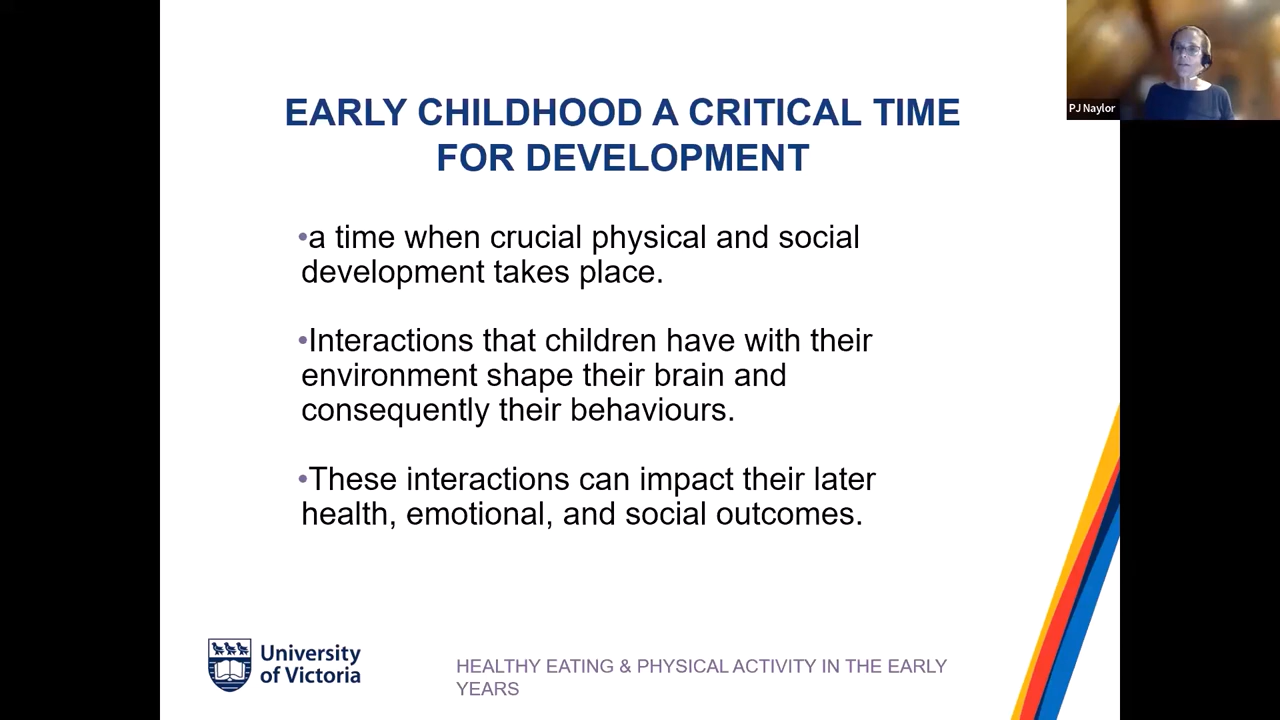 PJ Naylor
EARLY CHILDHOOD A CRITICAL TIME
FOR DEVELOPMENT
•a time when crucial physical and social
development takes place.
•Interactions that children have with their
environment shape their brain and
consequently their behaviours.
•These interactions can impact their later
health, emotional, and social outcomes.
University
of Victoria
HEALTHY EATING & PHYSICAL ACTIVITY IN THE EARLY
YEARS